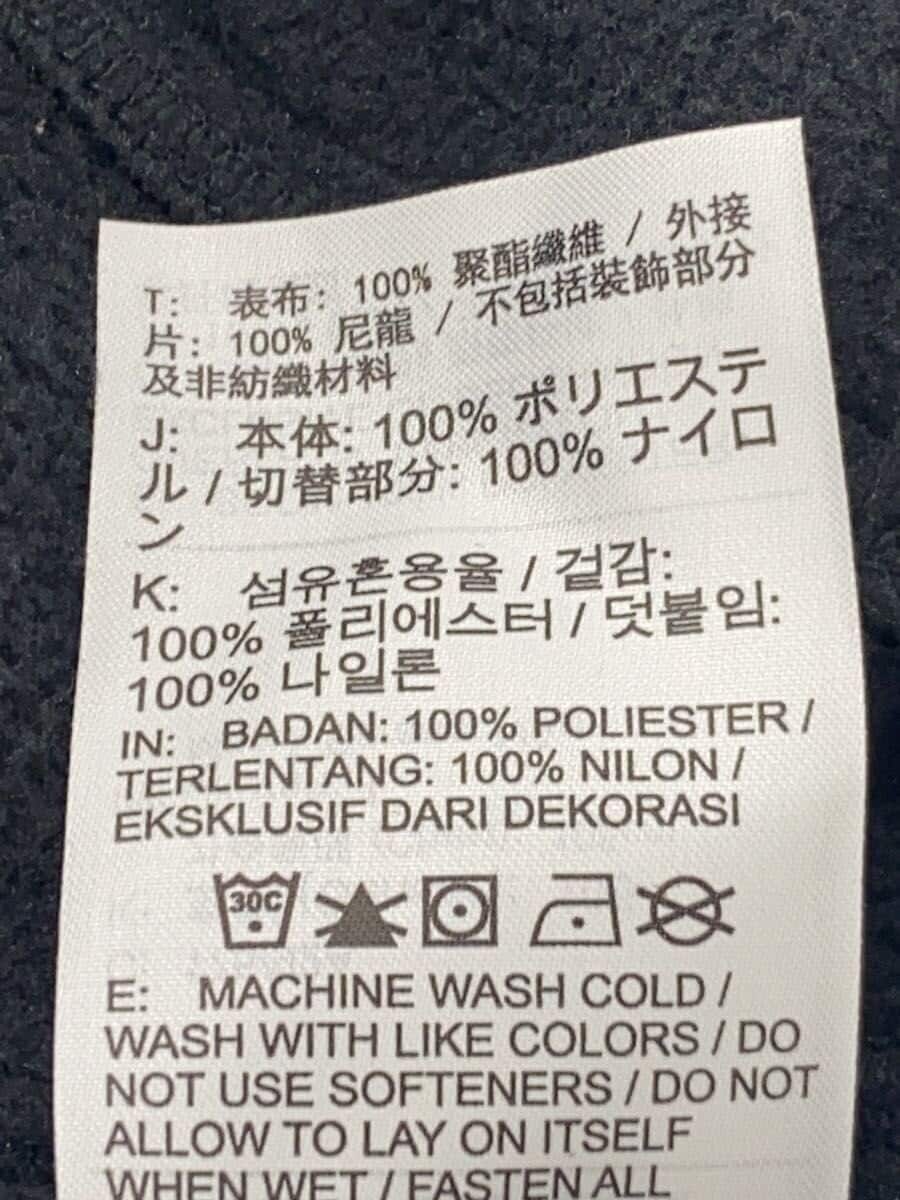 T: 表布: 100% 聚酯纖維 / 外接
片: 100% 尼龍 / 不包括裝飾部分
及非紡織材料
J: 本体: 100% ポリエステ
ル / 切替部分: 100% ナイロ
ン
K: 섬유혼용율 / 겉감:
100% 폴리에스터 / 덧붙임:
100% 나일론
IN: BADAN: 100% POLIESTER /
TERLENTANG: 100% NILON /
EKSKLUSIF DARI DEKORASI
30C
E: MACHINE WASH COLD /
WASH WITH LIKE COLORS / DO
NOT USE SOFTENERS / DO NOT
ALLOW TO LAY ON ITSELF
WHEN WET / FASTEN ALL